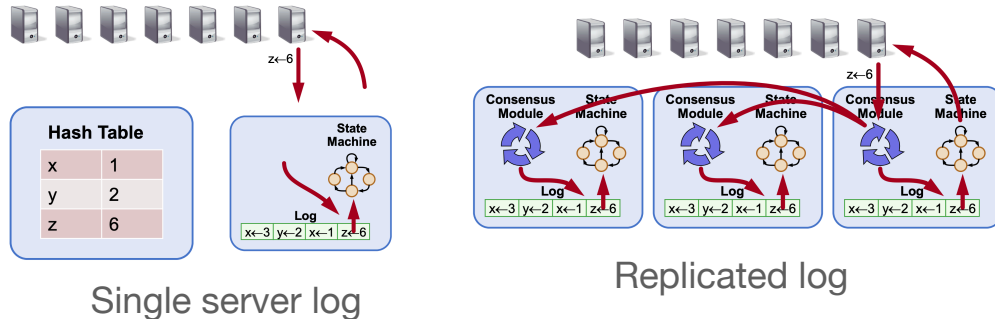 z←6
Hash Table
x 1
y 2
z 6
State
Machine
Log
x←3 y←2 x←1 z←6
Single server log
z←6
Consensus
Module
State
Machine
Log
x←3 y←2 x←1 z←6
Consensus
Module
State
Machine
Log
x←3 y←2 x←1 z←6
Consensus
Module
State
Machine
Log
x←3 y←2 x←1 z←6
Replicated log